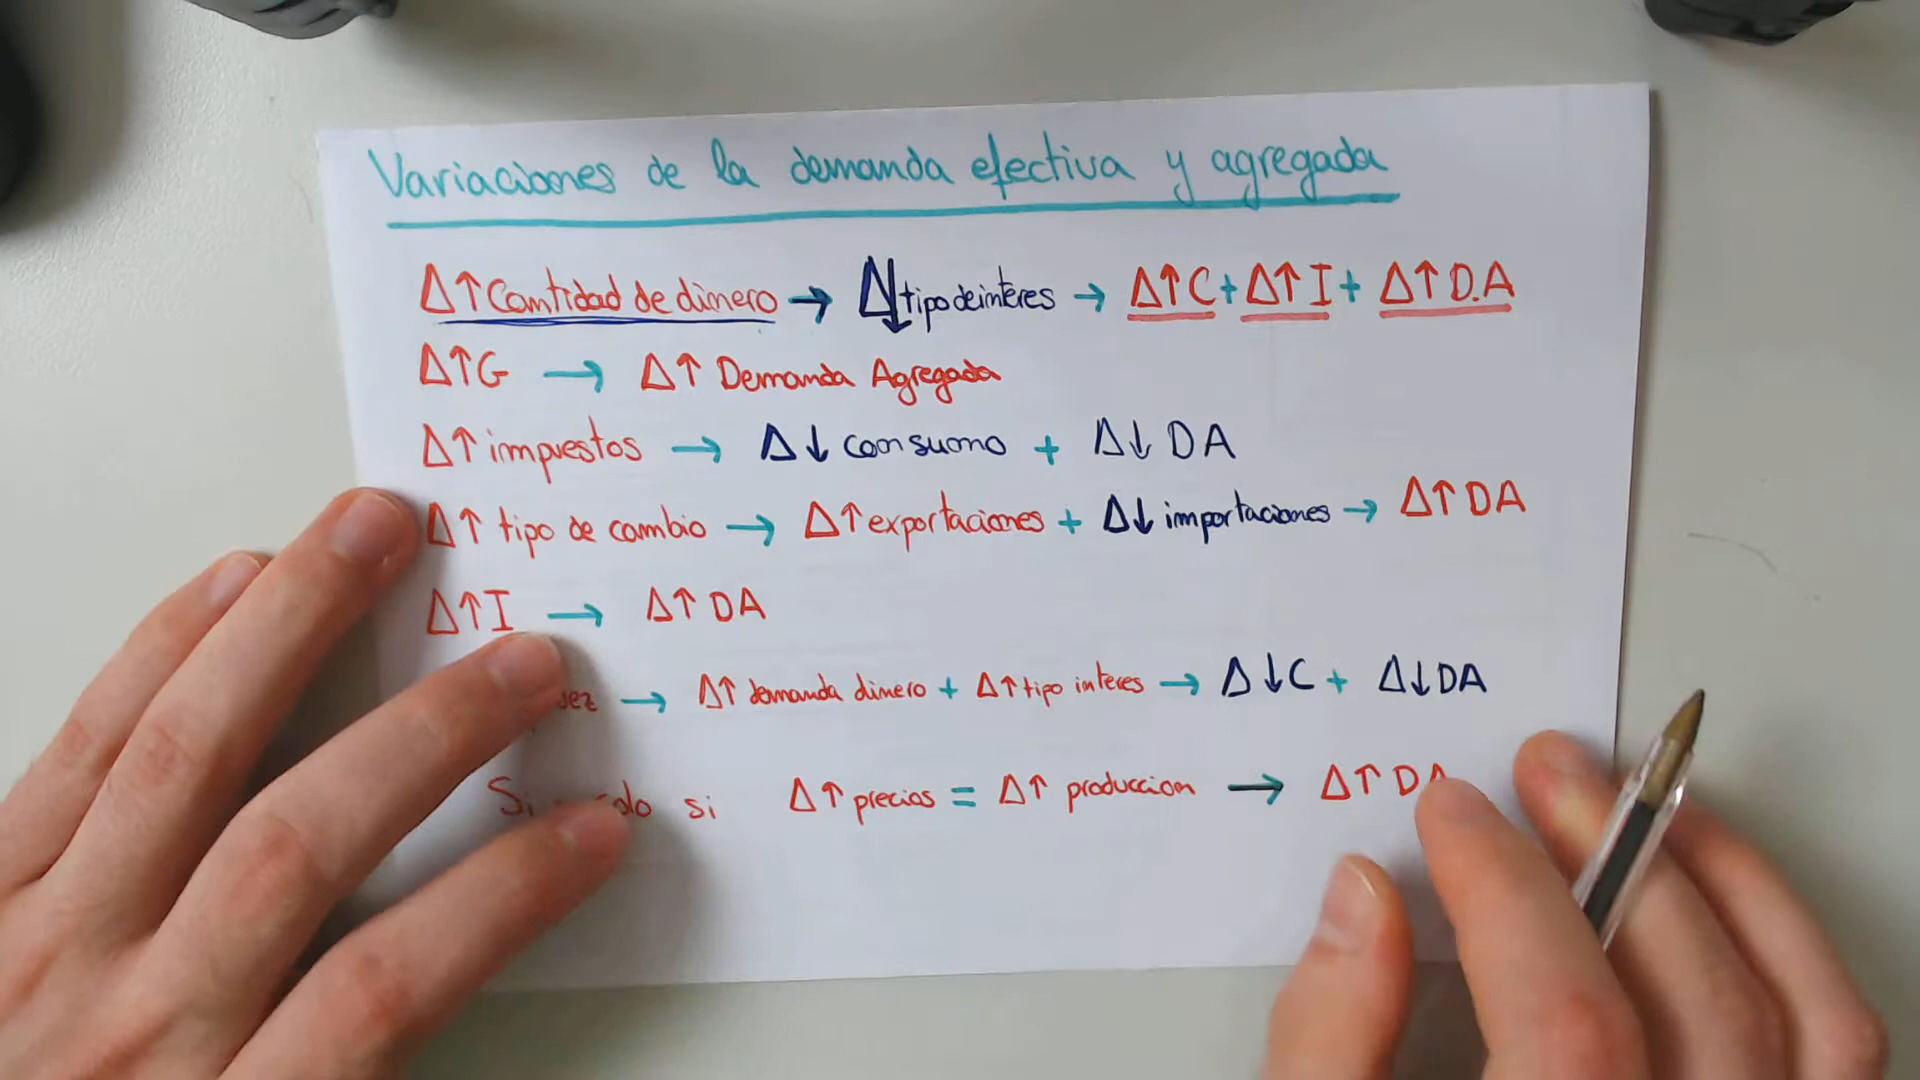 Variaciones de la demanda efectiva y agregada
Δ↑ Cantidad de dinero → Δ↓ tipo de interes → Δ↑ C + Δ↑ I + Δ↑ D.A
Δ↑ G → Δ↑ Demanda Agregada
Δ↑ impuestos → Δ↓ consumo + Δ↓ DA
Δ↑ tipo de cambio → Δ↑ exportaciones + Δ↓ importaciones → Δ↑ DA
Δ↑ I → Δ↑ DA
→ Δ↑ demanda dinero + Δ↑ tipo interes → Δ↓ C + Δ↓ DA
si Δ↑ precios = Δ↑ produccion → Δ↑ DA